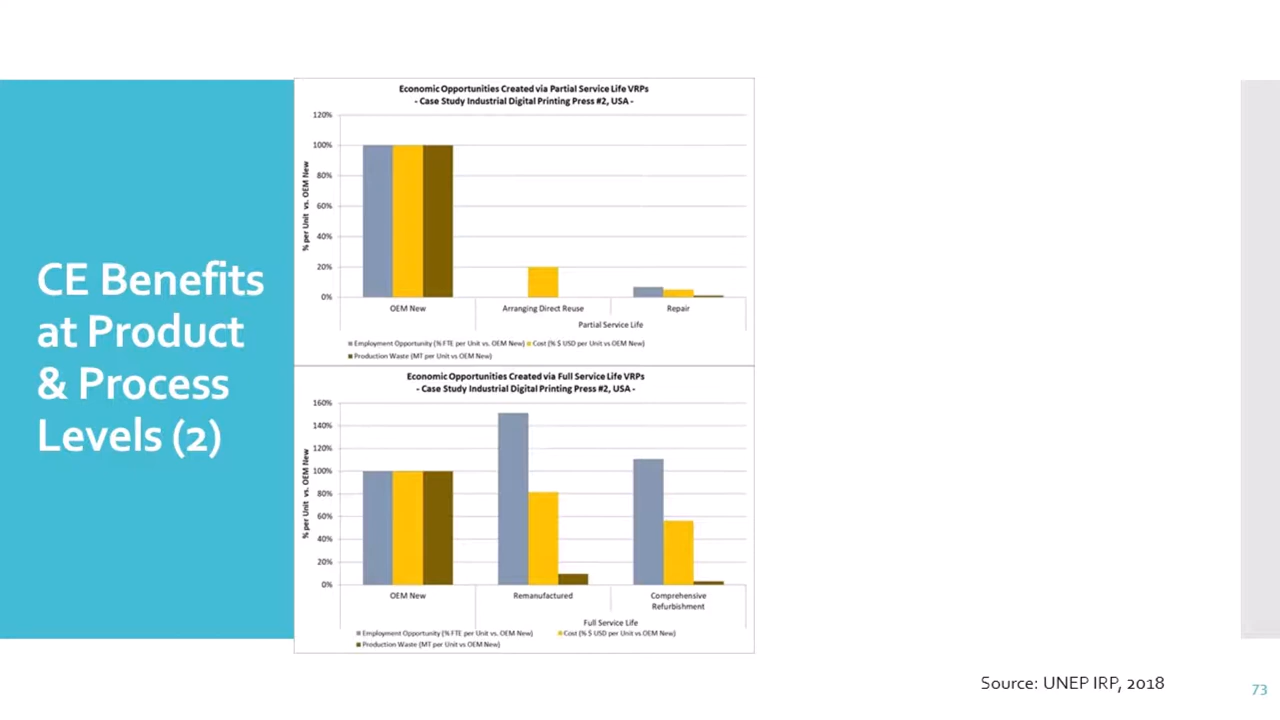 CE Benefits
at Product
& Process
Levels (2)
Economic Opportunities Created via Partial Service Life VRPs
- Case Study Industrial Digital Printing Press #2, USA -
% per Unit vs. OEM New
120%
100%
80%
60%
40%
20%
0%
OEM New
Arranging Direct Reuse
Repair
Partial Service Life
Employment Opportunity (% FTE per Unit vs. OEM New) Cost (% $ USD per Unit vs OEM New)
Production Waste (MT per Unit vs OEM New)
Economic Opportunities Created via Full Service Life VRPs
- Case Study Industrial Digital Printing Press #2, USA -
% per Unit vs. OEM New
160%
140%
120%
100%
80%
60%
40%
20%
0%
OEM New
Remanufactured
Comprehensive
Refurbishment
Full Service Life
Employment Opportunity (% FTE per Unit vs. OEM New) Cost (% $ USD per Unit vs OEM New)
Production Waste (MT per Unit vs OEM New)
Source: UNEP IRP, 2018
73